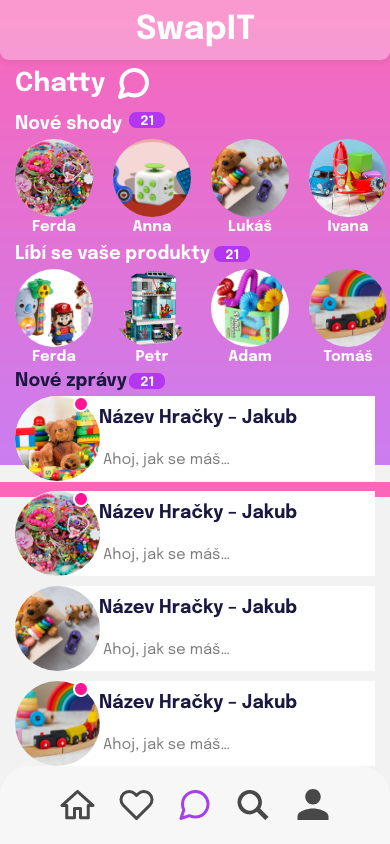 SwapIT
Chatty
Nové shody 21
Ferda Anna Lukáš Ivana
Líbí se vaše produkty 21
Ferda Petr Adam Tomáš
Nové zprávy 21
Název Hračky – Jakub
Ahoj, jak se máš...
Název Hračky – Jakub
Ahoj, jak se máš...
Název Hračky – Jakub
Ahoj, jak se máš...
Název Hračky – Jakub
Ahoj, jak se máš...